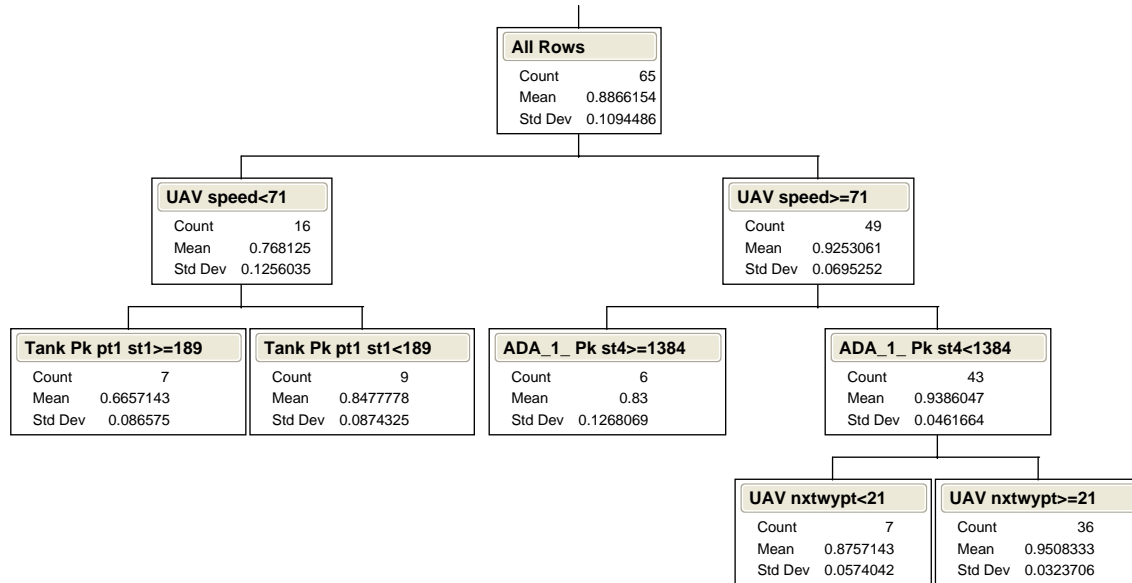 All Rows
Count 65
Mean 0.8866154
Std Dev 0.1094486
UAV speed<71
Count 16
Mean 0.768125
Std Dev 0.1256035
UAV speed>=71
Count 49
Mean 0.9253061
Std Dev 0.0695252
Tank Pk pt1 st1>=189
Count 7
Mean 0.6657143
Std Dev 0.086575
Tank Pk pt1 st1<189
Count 9
Mean 0.8477778
Std Dev 0.0874325
ADA_1_ Pk st4>=1384
Count 6
Mean 0.83
Std Dev 0.1268069
ADA_1_ Pk st4<1384
Count 43
Mean 0.9386047
Std Dev 0.0461664
UAV nxtwypt<21
Count 7
Mean 0.8757143
Std Dev 0.0574042
UAV nxtwypt>=21
Count 36
Mean 0.9508333
Std Dev 0.0323706